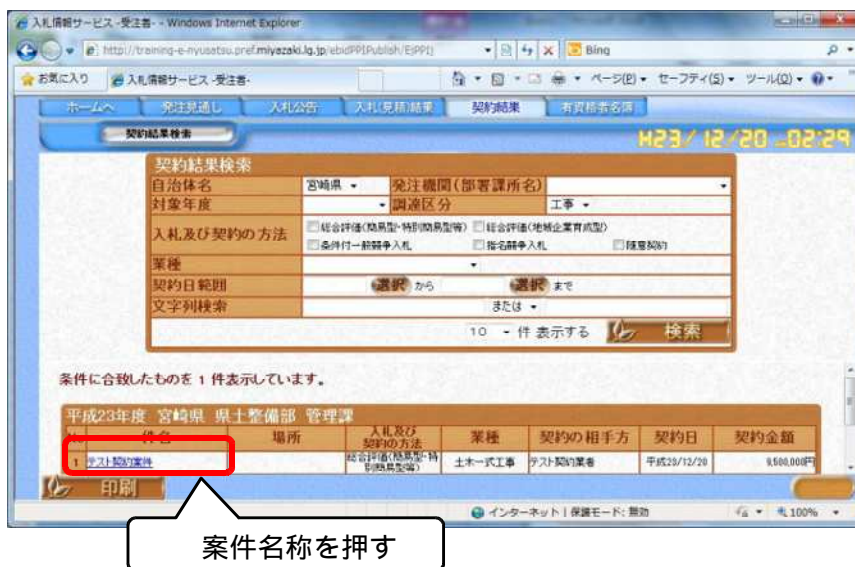 入札情報サービス -受注者- - Windows Internet Explorer
http://training-e-nyusatsu.pref.miyazaki.lg.jp/ebidPPIPublish/EjPPIj
Bing
お気に入り 入札情報サービス -受注者-
ページ(P) セーフティ(S) ツール(O)
ホームへ 発注見通し 入札公告 入札(見積)結果 契約結果 有資格者名簿
契約結果検索
H23/12/20 -02:29
契約結果検索
自治体名 宮崎県 発注機関(部署課所名)
対象年度 調達区分 工事
入札及び契約の方法 総合評価(簡易型・特別簡易型等) 総合評価(地域企業育成型)
条件付一般競争入札 指名競争入札 随意契約
業種
契約日範囲 選択 から 選択 まで
文字列検索 または
10 件 表示する 検索
条件に合致したものを 1 件表示しています。
平成23年度 宮崎県 県土整備部 管理課
件名 場所 入札及び契約の方法 業種 契約の相手方 契約日 契約金額
1 テスト契約案件 総合評価(簡易型・特別簡易型等) 土木一式工事 テスト契約業者 平成23/12/20 9,500,000円
印刷
インターネット | 保護モード: 無効 100%
案件名称を押す